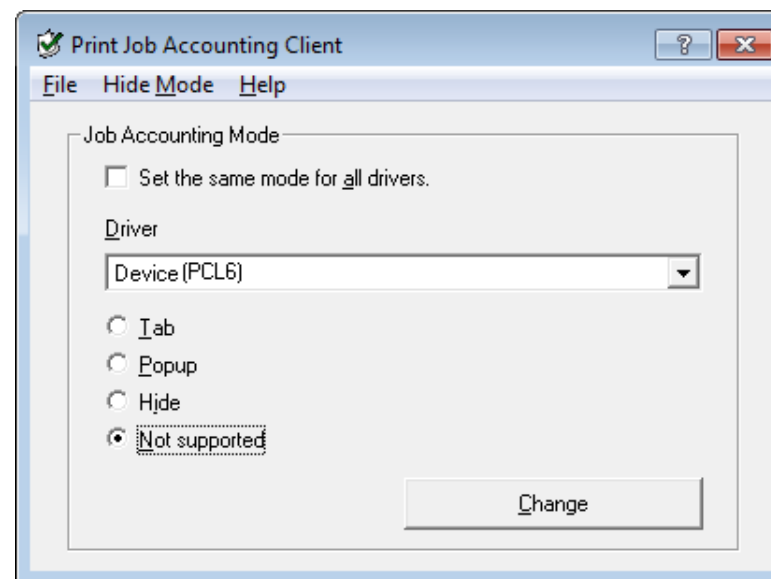 Print Job Accounting Client
File Hide Mode Help
Job Accounting Mode
Set the same mode for all drivers.
Driver
Device (PCL6)
Tab
Popup
Hide
Not supported
Change